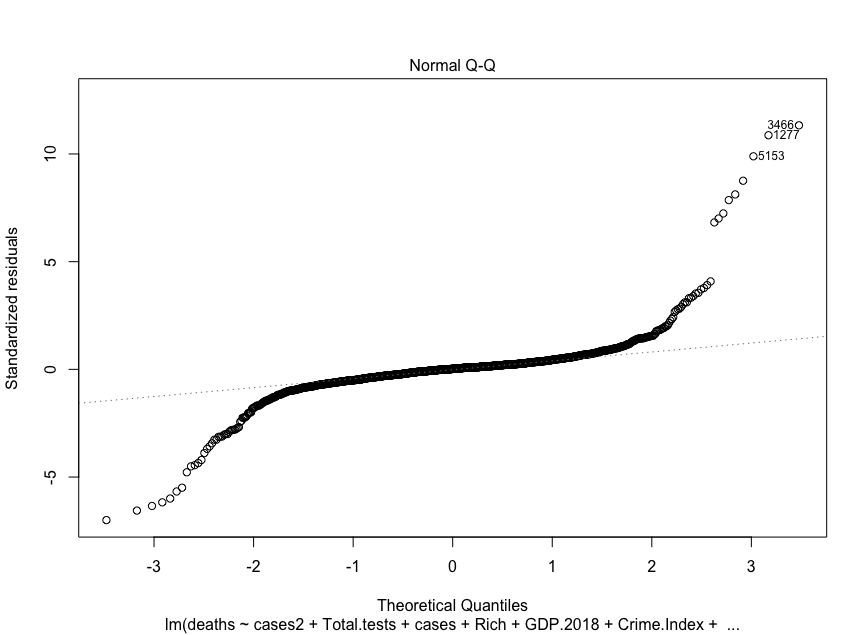 Normal Q-Q
3466
1277
5153
10
5
0
-5
Standardized residuals
-3 -2 -1 0 1 2 3
Theoretical Quantiles
lm(deaths ~ cases2 + Total.tests + cases + Rich + GDP.2018 + Crime.Index + ...